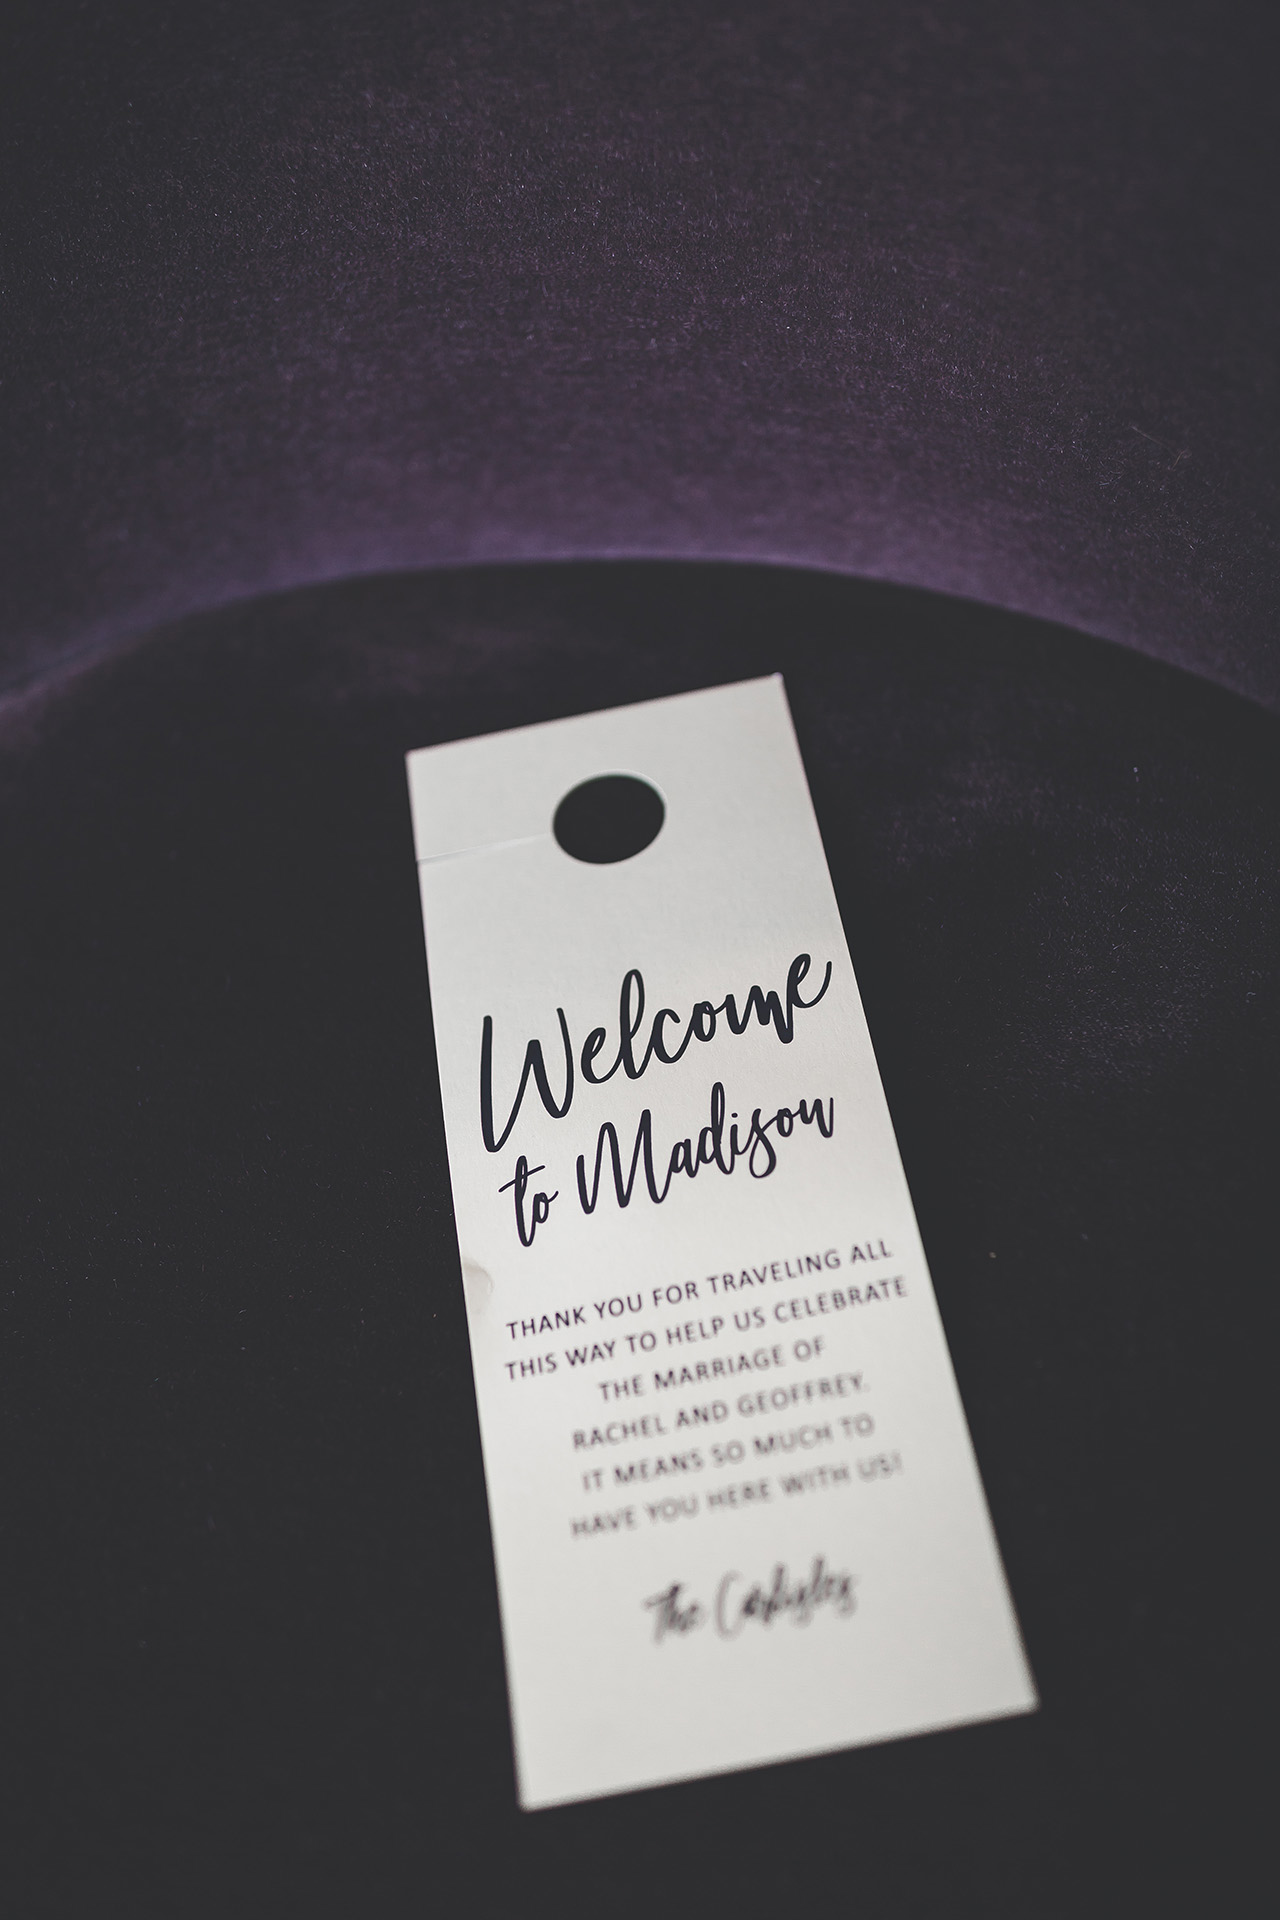 Welcome
to Madison
THANK YOU FOR TRAVELING ALL
THIS WAY TO HELP US CELEBRATE
THE MARRIAGE OF
RACHEL AND GEOFFREY.
IT MEANS SO MUCH TO
HAVE YOU HERE WITH US!
The